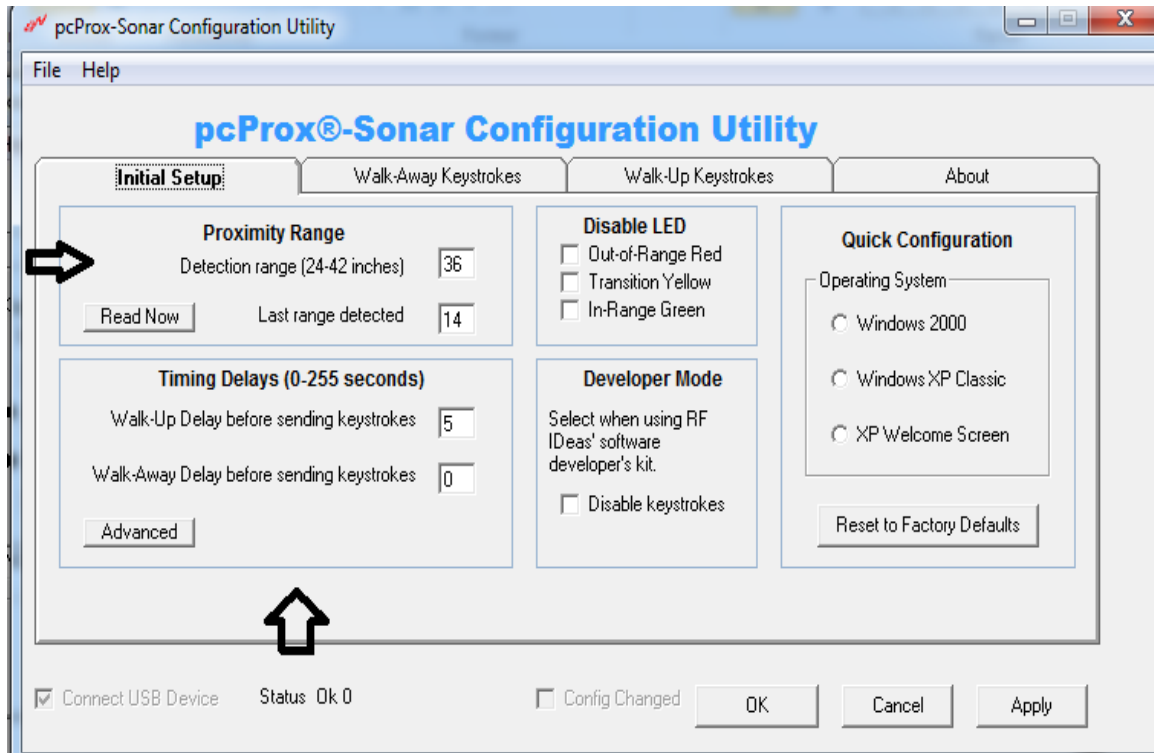 pcProx-Sonar Configuration Utility
File Help
pcProx®-Sonar Configuration Utility
Initial Setup Walk-Away Keystrokes Walk-Up Keystrokes About
Proximity Range
Detection range (24-42 inches) 36
Read Now Last range detected 14
Timing Delays (0-255 seconds)
Walk-Up Delay before sending keystrokes 5
Walk-Away Delay before sending keystrokes 0
Advanced
Disable LED
Out-of-Range Red
Transition Yellow
In-Range Green
Developer Mode
Select when using RF
IDeas' software
developer's kit.
Disable keystrokes
Quick Configuration
Operating System
Windows 2000
Windows XP Classic
XP Welcome Screen
Reset to Factory Defaults
Connect USB Device Status Ok 0 Config Changed OK Cancel Apply